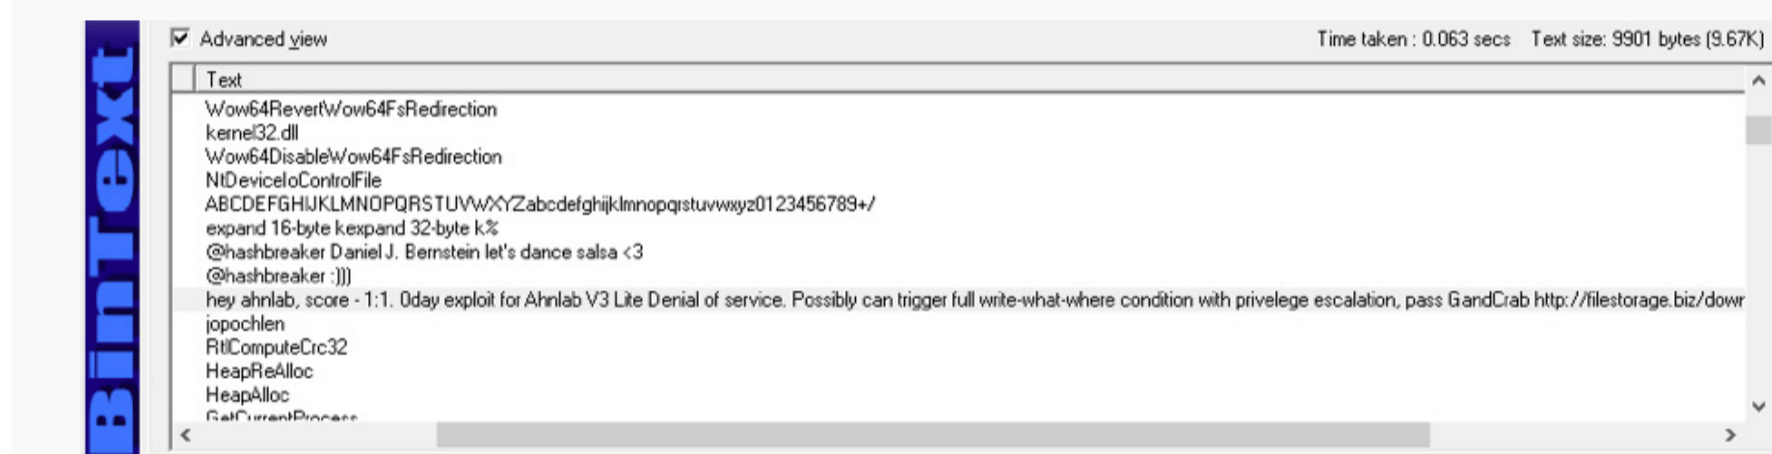 BinText
Advanced view
Time taken : 0.063 secs Text size: 9901 bytes (9.67K)
Text
Wow64RevertWow64FsRedirection
kernel32.dll
Wow64DisableWow64FsRedirection
NtDeviceIoControlFile
ABCDEFGHIJKLMNOPQRSTUVWXYZabcdefghijklmnopqrstuvwxyz0123456789+/
expand 16-byte kexpand 32-byte k%
@hashbreaker Daniel J. Bernstein let's dance salsa <3
@hashbreaker :)))
hey ahnlab, score - 1:1. 0day exploit for Ahnlab V3 Lite Denial of service. Possibly can trigger full write-what-where condition with privelege escalation, pass GandCrab http://filestorage.biz/dowr
jopochlen
RtlComputeCrc32
HeapReAlloc
HeapAlloc
GetCurrentProcess